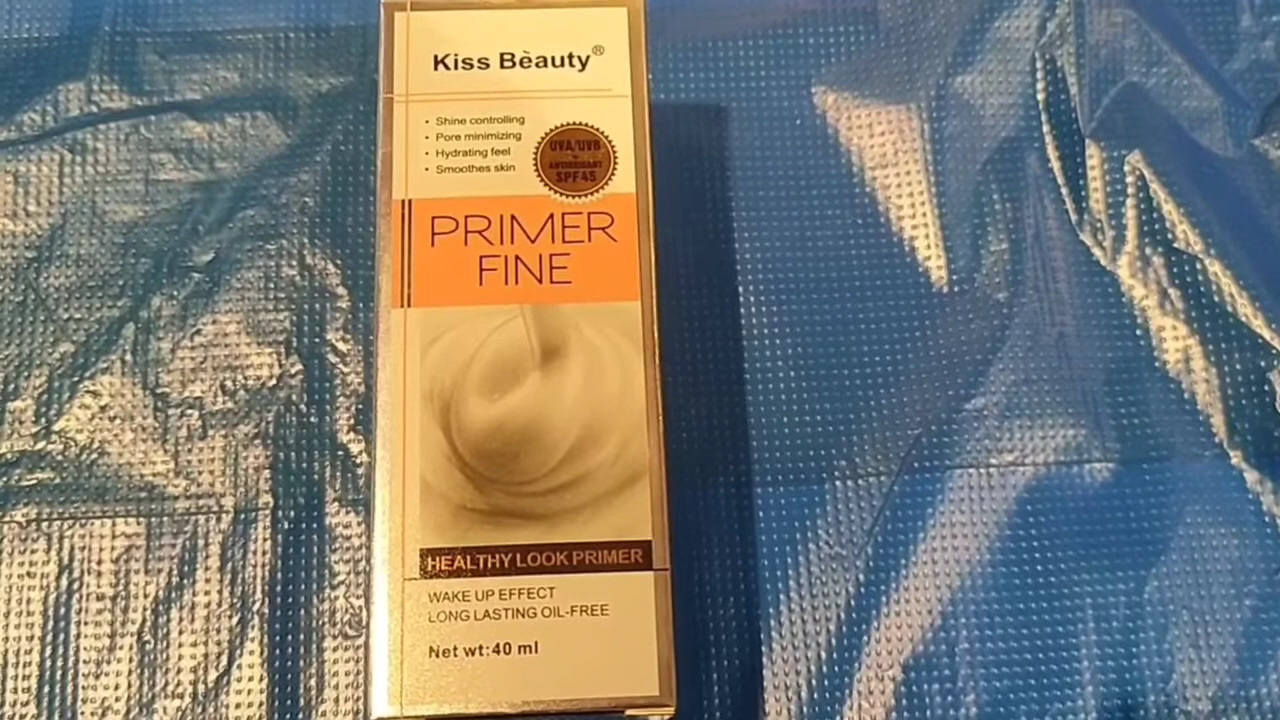 Kiss Bèauty®
• Shine controlling
• Pore minimizing
• Hydrating feel
• Smoothes skin
UVA/UVB
+
ANTIOXIDANT
SPF45
PRIMER
FINE
HEALTHY LOOK PRIMER
WAKE UP EFFECT
LONG LASTING OIL-FREE
Net wt:40 ml